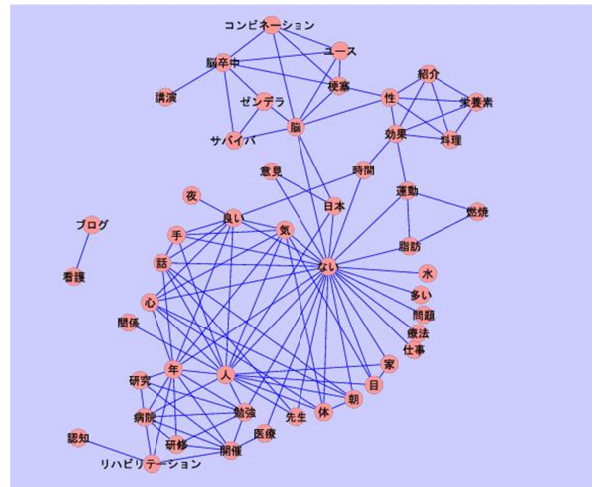 コンビネーション
ユース
脳卒中
紹介
梗塞
講演
ゼンデラ
性
栄養素
脳
効果
サバイバ
料理
意見
時間
夜
運動
日本
燃焼
良い
ブログ
手
気
脂肪
話
ない
水
看護
多い
心
問題
関係
療法
仕事
家
年
人
研究
目
朝
体
勉強
病院
先生
医療
認知
研修
開催
リハビリテーション